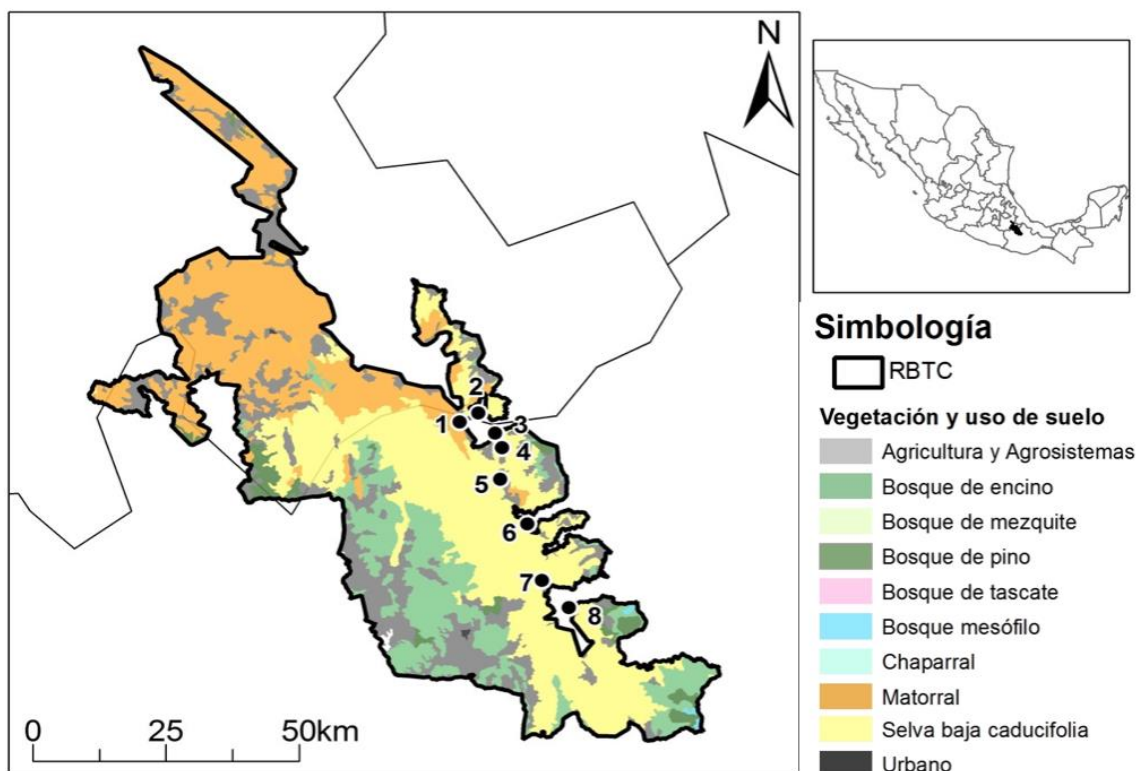 N
2
1
3
4
5
6
7
8
0 25 50km
Simbología
RBTC
Vegetación y uso de suelo
Agricultura y Agrosistemas
Bosque de encino
Bosque de mezquite
Bosque de pino
Bosque de tascate
Bosque mesófilo
Chaparral
Matorral
Selva baja caducifolia
Urbano